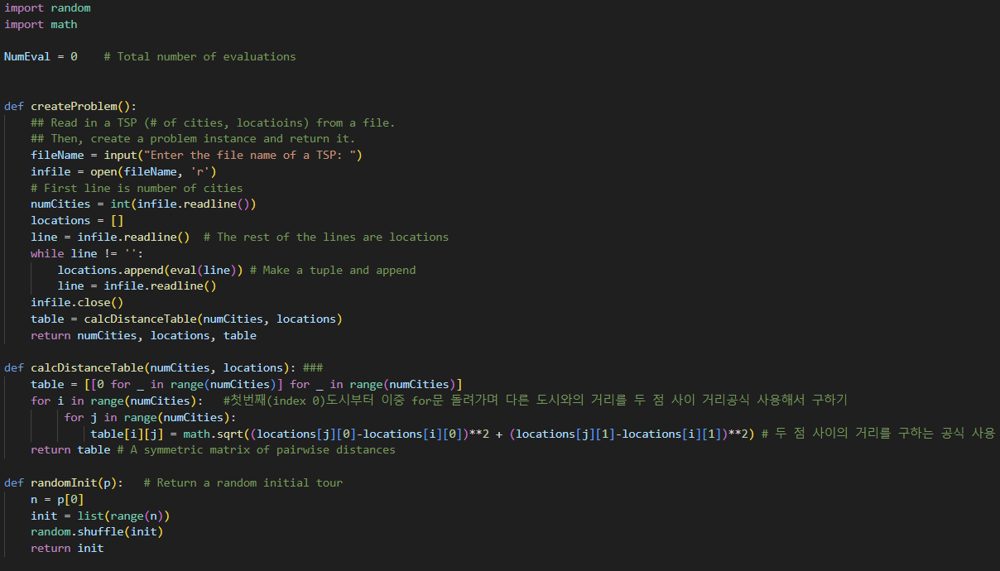 import random
import math
NumEval = 0    # Total number of evaluations
def createProblem():
    ## Read in a TSP (# of cities, locatioins) from a file.
    ## Then, create a problem instance and return it.
    fileName = input("Enter the file name of a TSP: ")
    infile = open(fileName, 'r')
    # First line is number of cities
    numCities = int(infile.readline())
    locations = []
    line = infile.readline()  # The rest of the lines are locations
    while line != '':
        locations.append(eval(line)) # Make a tuple and append
        line = infile.readline()
    infile.close()
    table = calcDistanceTable(numCities, locations)
    return numCities, locations, table
def calcDistanceTable(numCities, locations): ###
    table = [[0 for _ in range(numCities)] for _ in range(numCities)]
    for i in range(numCities):   #첫번째(index 0)도시부터 이중 for문 돌려가며 다른 도시와의 거리를 두 점 사이 거리공식 사용해서 구하기
         for j in range(numCities):
             table[i][j] = math.sqrt((locations[j][0]-locations[i][0])**2 + (locations[j][1]-locations[i][1])**2) # 두 점 사이의 거리를 구하는 공식 사용
    return table # A symmetric matrix of pairwise distances
def randomInit(p):   # Return a random initial tour
    n = p[0]
    init = list(range(n))
    random.shuffle(init)
    return init